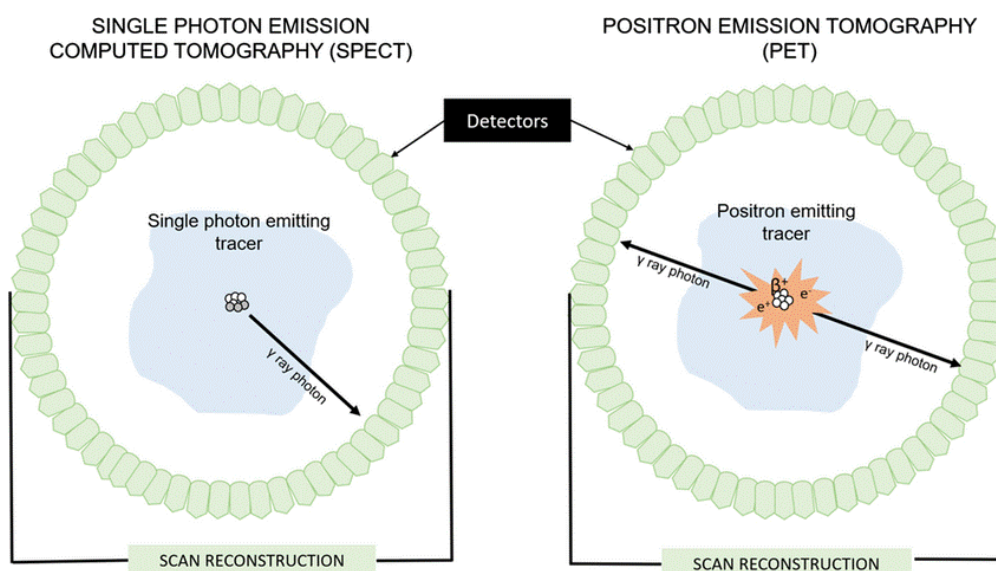 SINGLE PHOTON EMISSION
COMPUTED TOMOGRAPHY (SPECT)
POSITRON EMISSION TOMOGRAPHY
(PET)
Detectors
Single photon emitting
tracer
γ ray photon
Positron emitting
tracer
γ ray photon
β+
e+
e-
γ ray photon
SCAN RECONSTRUCTION
SCAN RECONSTRUCTION